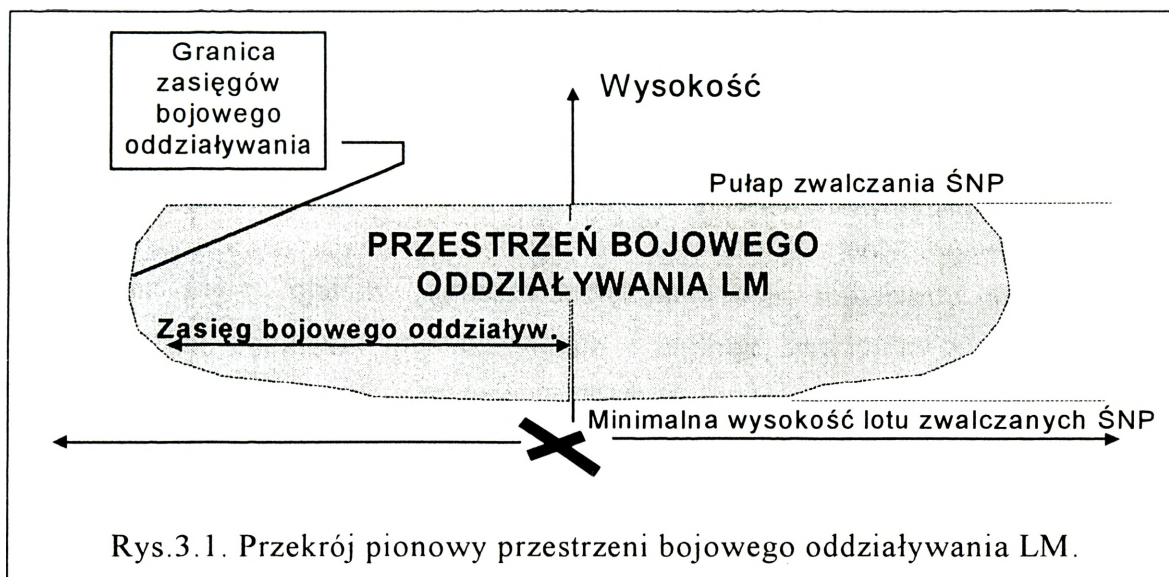 Granica
zasięgów
bojowego
oddziaływania
Wysokość
Pułap zwalczania ŚNP
PRZESTRZEŃ BOJOWEGO
ODDZIAŁYWANIA LM
Zasięg bojowego oddziaływ.
Minimalna wysokość lotu zwalczanych ŚNP
Rys.3.1. Przekrój pionowy przestrzeni bojowego oddziaływania LM.